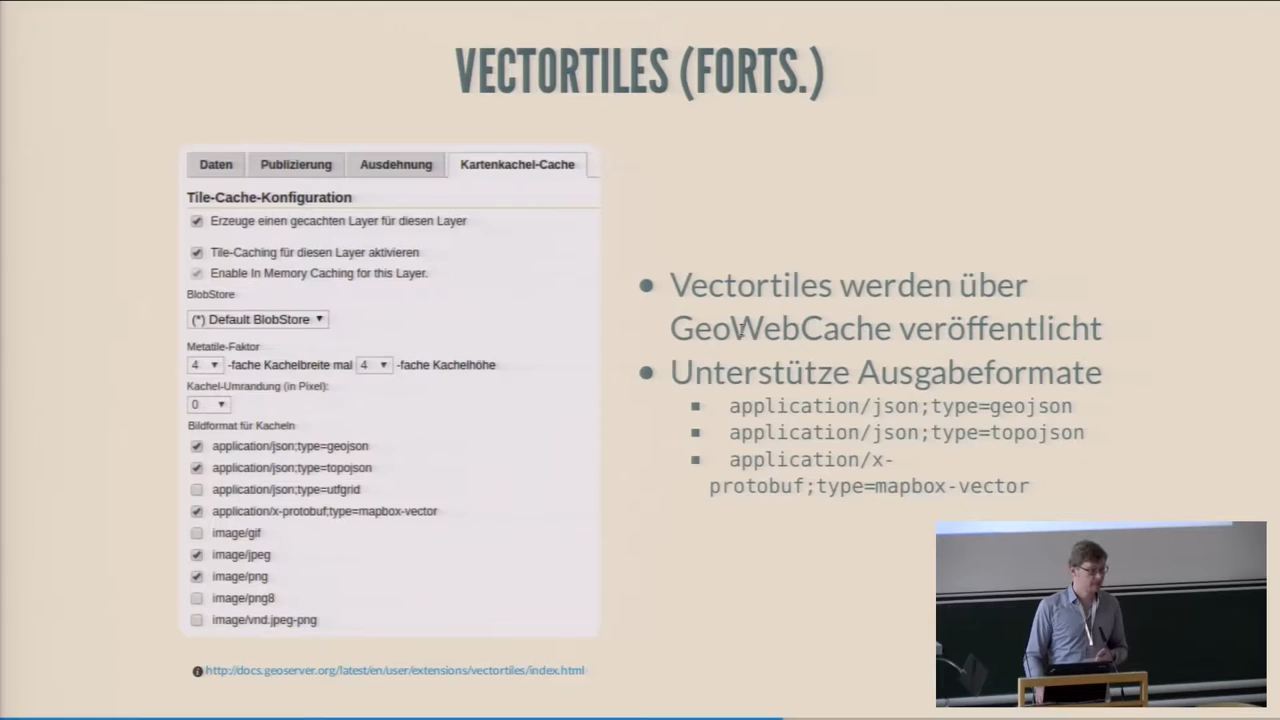 VECTORTILES (FORTS.)
Daten Publizierung Ausdehnung Kartenkachel-Cache
Tile-Cache-Konfiguration
Erzeuge einen gecachten Layer für diesen Layer
Tile-Caching für diesen Layer aktivieren
Enable In Memory Caching for this Layer.
BlobStore
(*) Default BlobStore
Metatile-Faktor
4 -fache Kachelbreite mal 4 -fache Kachelhöhe
Kachel-Umrandung (in Pixel):
0
Bildformat für Kacheln
application/json;type=geojson
application/json;type=topojson
application/json;type=utfgrid
application/x-protobuf;type=mapbox-vector
image/gif
image/jpeg
image/png
image/png8
image/vnd.jpeg-png
http://docs.geoserver.org/latest/en/user/extensions/vectortiles/index.html
Vectortiles werden über
GeoWebCache veröffentlicht
Unterstütze Ausgabeformate
application/json;type=geojson
application/json;type=topojson
application/x-
protobuf;type=mapbox-vector